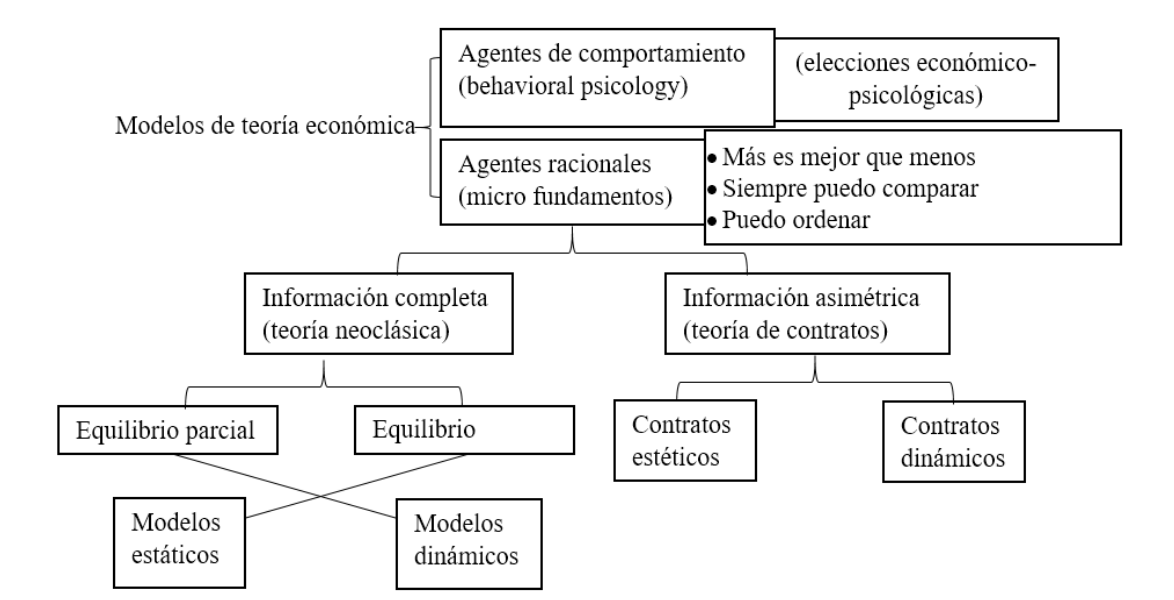 Modelos de teoría económica
Agentes de comportamiento
(behavioral psicology)
(elecciones económico-
psicológicas)
Agentes racionales
(micro fundamentos)
• Más es mejor que menos
• Siempre puedo comparar
• Puedo ordenar
Información completa
(teoría neoclásica)
Información asimétrica
(teoría de contratos)
Equilibrio parcial
Equilibrio
Contratos
estéticos
Contratos
dinámicos
Modelos
estáticos
Modelos
dinámicos